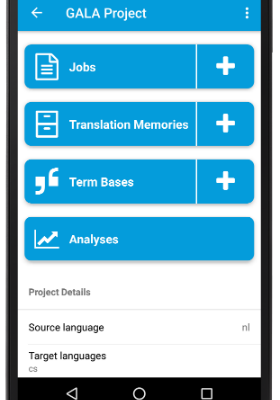 GALA Project
Jobs
Translation Memories
Term Bases
Analyses
Project Details
Source language nl
Target languages
cs